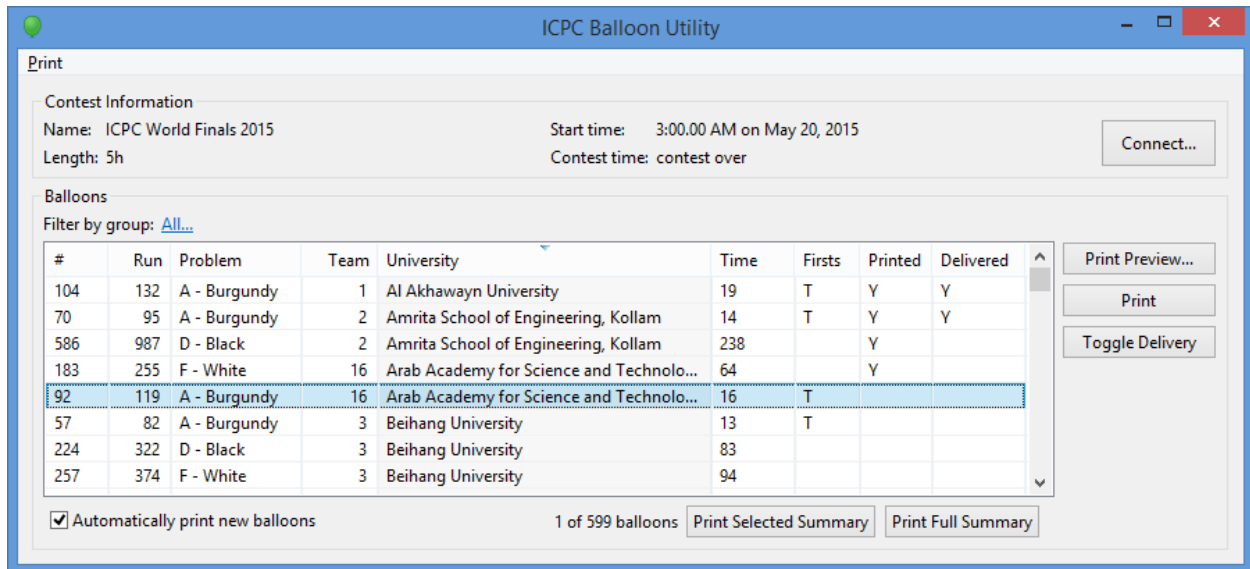 ICPC Balloon Utility
Print
Contest Information
Name: ICPC World Finals 2015 Start time: 3:00.00 AM on May 20, 2015
Connect...
Length: 5h Contest time: contest over
Balloons
Filter by group: All...
# Run Problem Team University Time Firsts Printed Delivered
104 132 A - Burgundy 1 Al Akhawayn University 19 T Y Y
70 95 A - Burgundy 2 Amrita School of Engineering, Kollam 14 T Y Y
586 987 D - Black 2 Amrita School of Engineering, Kollam 238 Y
183 255 F - White 16 Arab Academy for Science and Technolo... 64 Y
92 119 A - Burgundy 16 Arab Academy for Science and Technolo... 16 T
57 82 A - Burgundy 3 Beihang University 13 T
224 322 D - Black 3 Beihang University 83
257 374 F - White 3 Beihang University 94
Print Preview...
Print
Toggle Delivery
Automatically print new balloons 1 of 599 balloons Print Selected Summary Print Full Summary